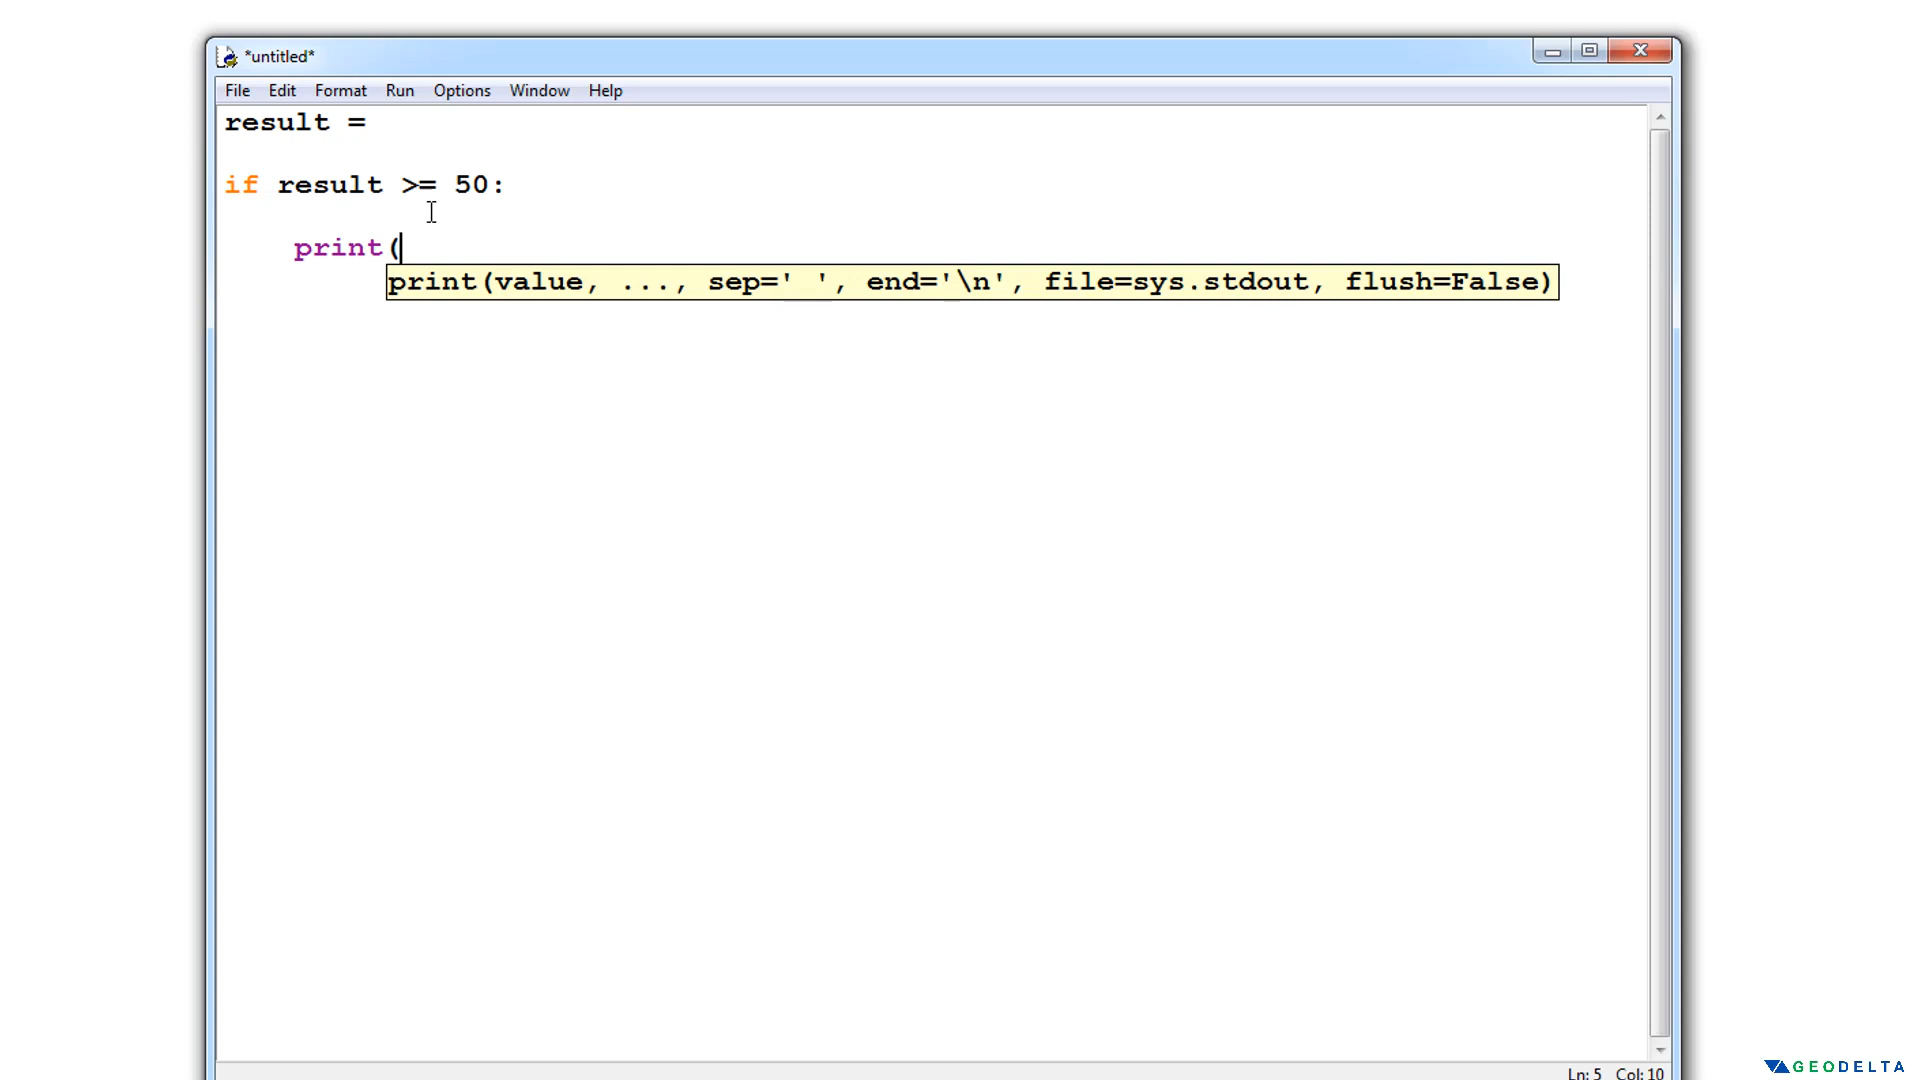 *untitled*
File Edit Format Run Options Window Help
result =
if result >= 50:
print(
print(value, ..., sep=' ', end='\n', file=sys.stdout, flush=False)
Ln: 5 Col: 10
GEODELTA